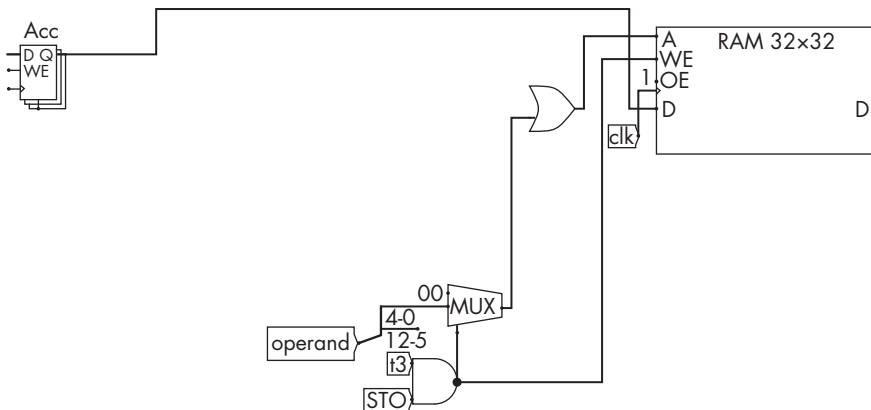 Acc
D Q
WE
A
RAM 32×32
WE
1
OE
D
D
clk
00
MUX
4-0
operand
12-5
t3
STO